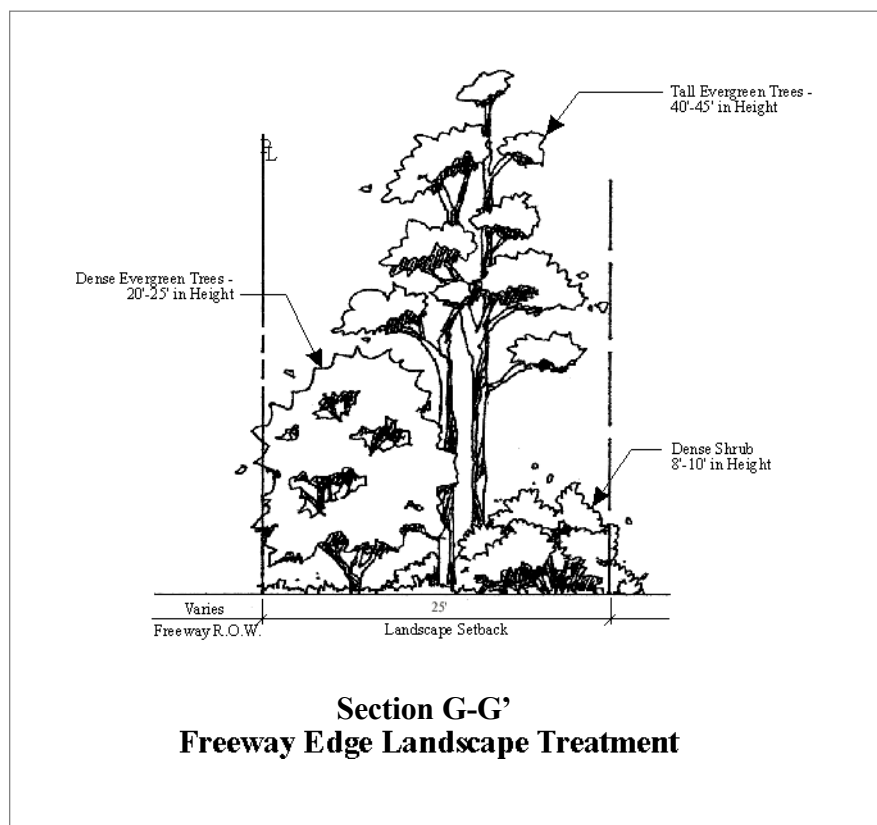 Tall Evergreen Trees -
40'-45' in Height
PL
Dense Evergreen Trees -
20'-25' in Height
Dense Shrub
8'-10' in Height
Varies
25'
Freeway R.O.W.
Landscape Setback
Section G-G’
Freeway Edge Landscape Treatment